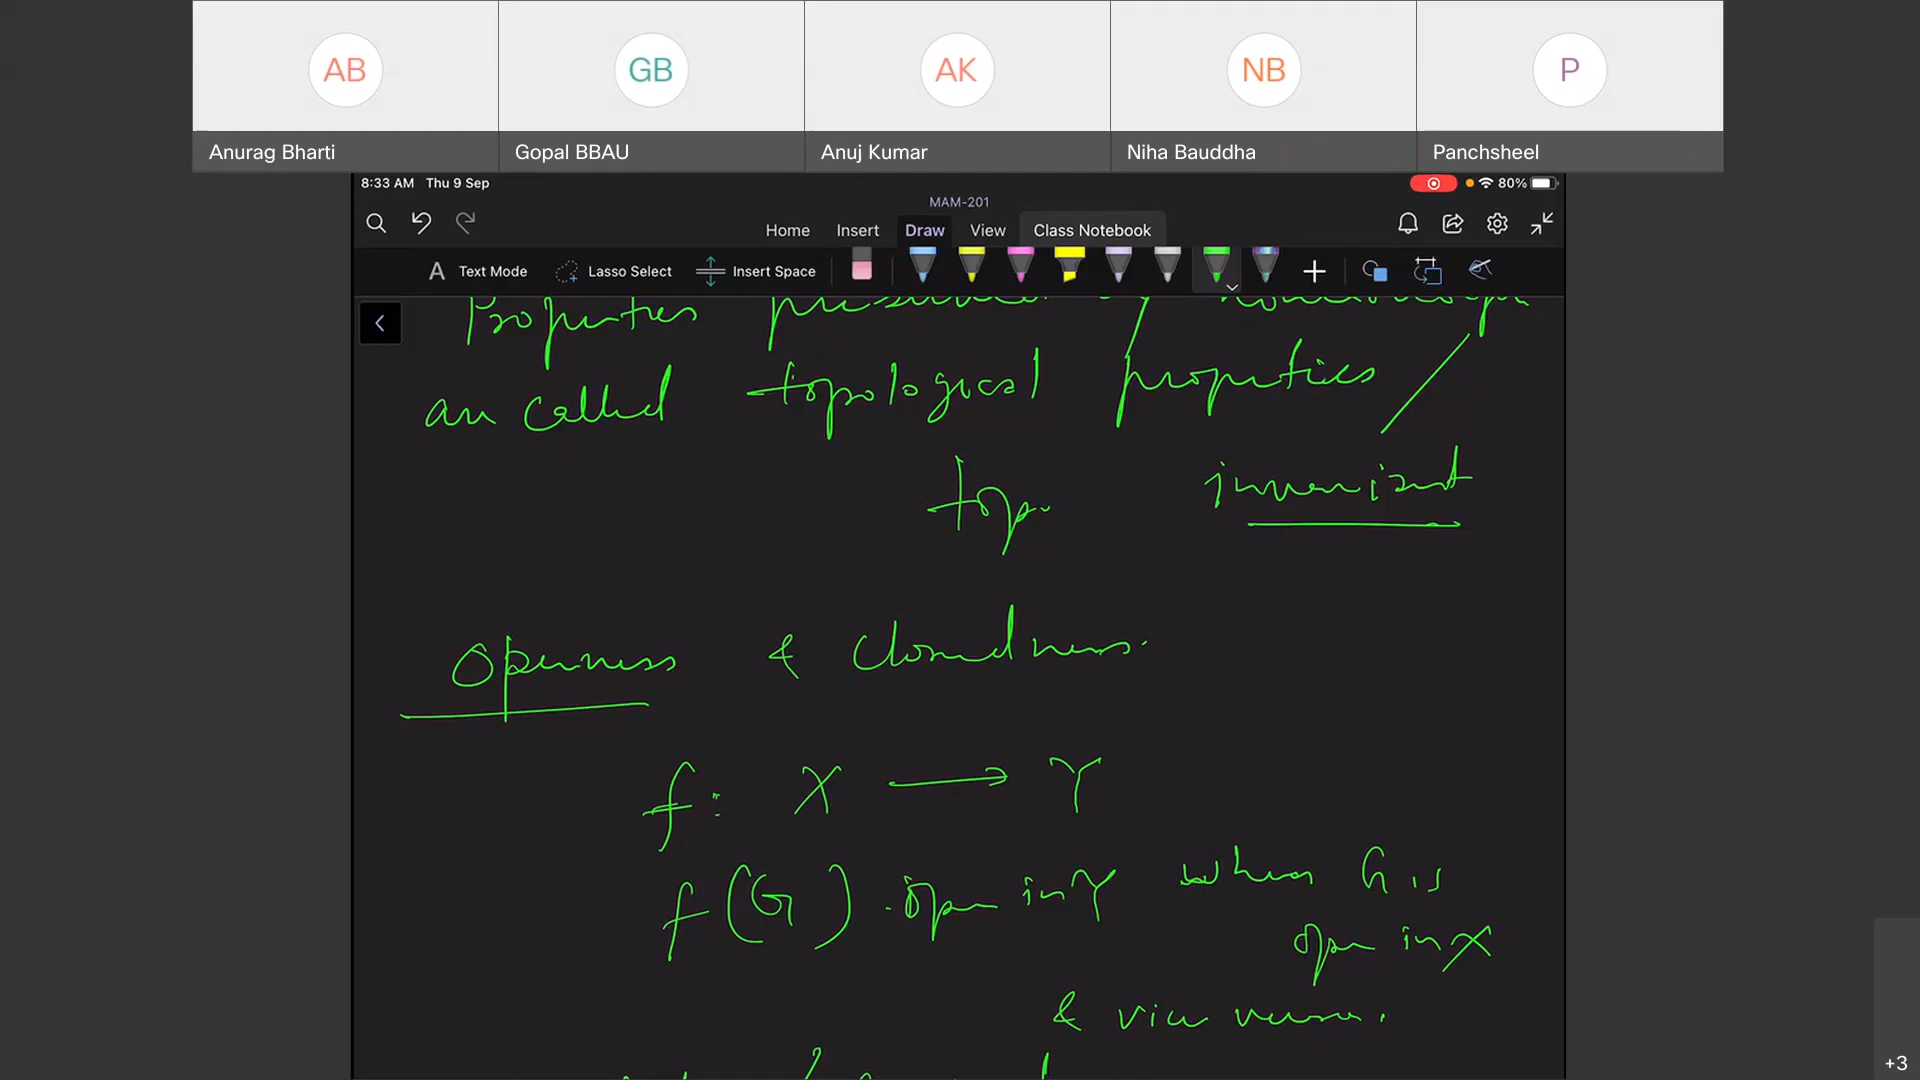 AB GB AK NB P
Anurag Bharti Gopal BBAU Anuj Kumar Niha Bauddha Panchsheel
8:33 AM Thu 9 Sep 80%
MAM-201
Home Insert Draw View Class Notebook
A Text Mode Lasso Select Insert Space
Properties
are called topological properties /
top. invariant
Openness & closedness.
f: X → Y
f(G) open in Y when G is
open in X
& vice versa.
+3